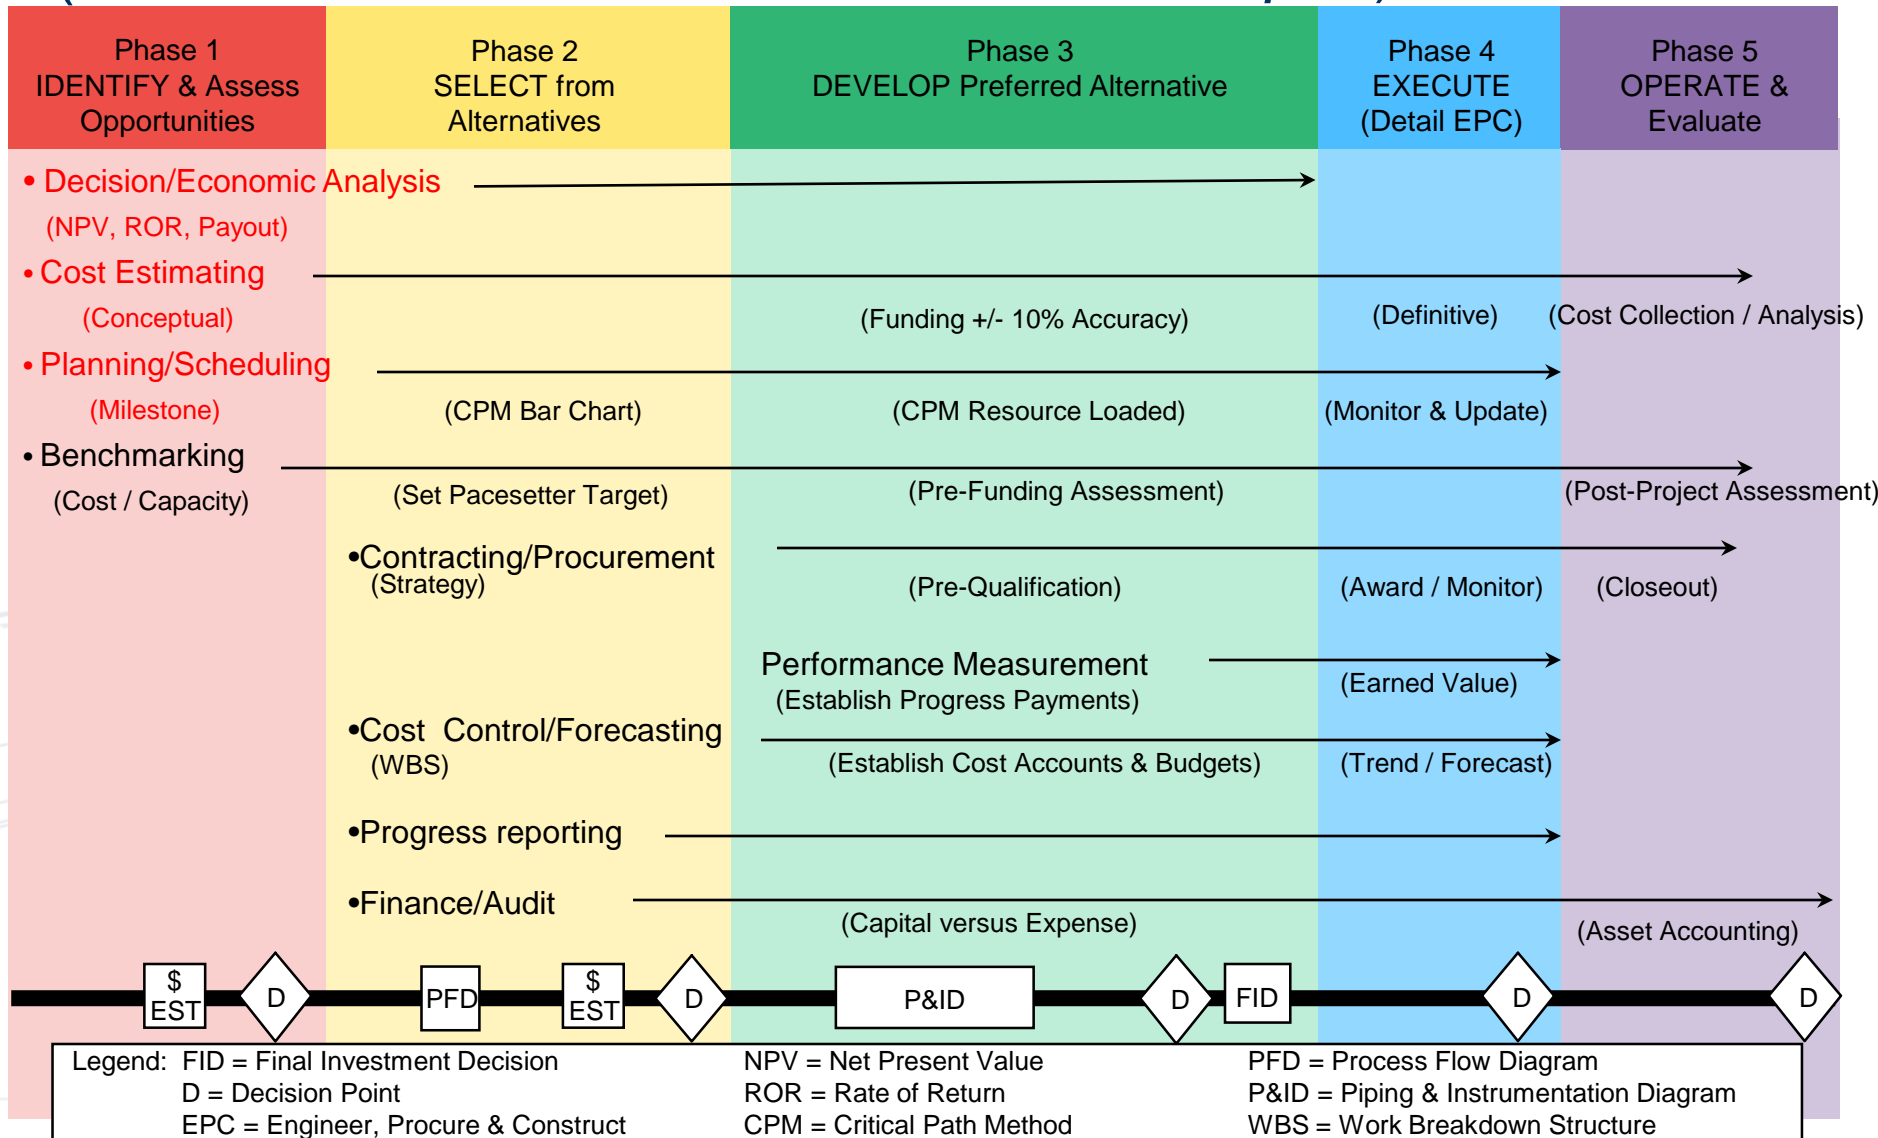 Phase 1
IDENTIFY & Assess
Opportunities
Phase 2
SELECT from
Alternatives
Phase 3
DEVELOP Preferred Alternative
Phase 4
EXECUTE
(Detail EPC)
Phase 5
OPERATE &
Evaluate
• Decision/Economic Analysis
(NPV, ROR, Payout)
• Cost Estimating
(Conceptual)
(Funding +/- 10% Accuracy)
(Definitive)
(Cost Collection / Analysis)
• Planning/Scheduling
(Milestone)
(CPM Bar Chart)
(CPM Resource Loaded)
(Monitor & Update)
• Benchmarking
(Cost / Capacity)
(Set Pacesetter Target)
(Pre-Funding Assessment)
(Post-Project Assessment)
•Contracting/Procurement
(Strategy)
(Pre-Qualification)
(Award / Monitor)
(Closeout)
Performance Measurement
(Establish Progress Payments)
(Earned Value)
•Cost Control/Forecasting
(WBS)
(Establish Cost Accounts & Budgets)
(Trend / Forecast)
•Progress reporting
•Finance/Audit
(Capital versus Expense)
(Asset Accounting)
$
EST
D
PFD
$
EST
D
P&ID
D
FID
D
D
Legend: FID = Final Investment Decision
D = Decision Point
EPC = Engineer, Procure & Construct
NPV = Net Present Value
ROR = Rate of Return
CPM = Critical Path Method
PFD = Process Flow Diagram
P&ID = Piping & Instrumentation Diagram
WBS = Work Breakdown Structure